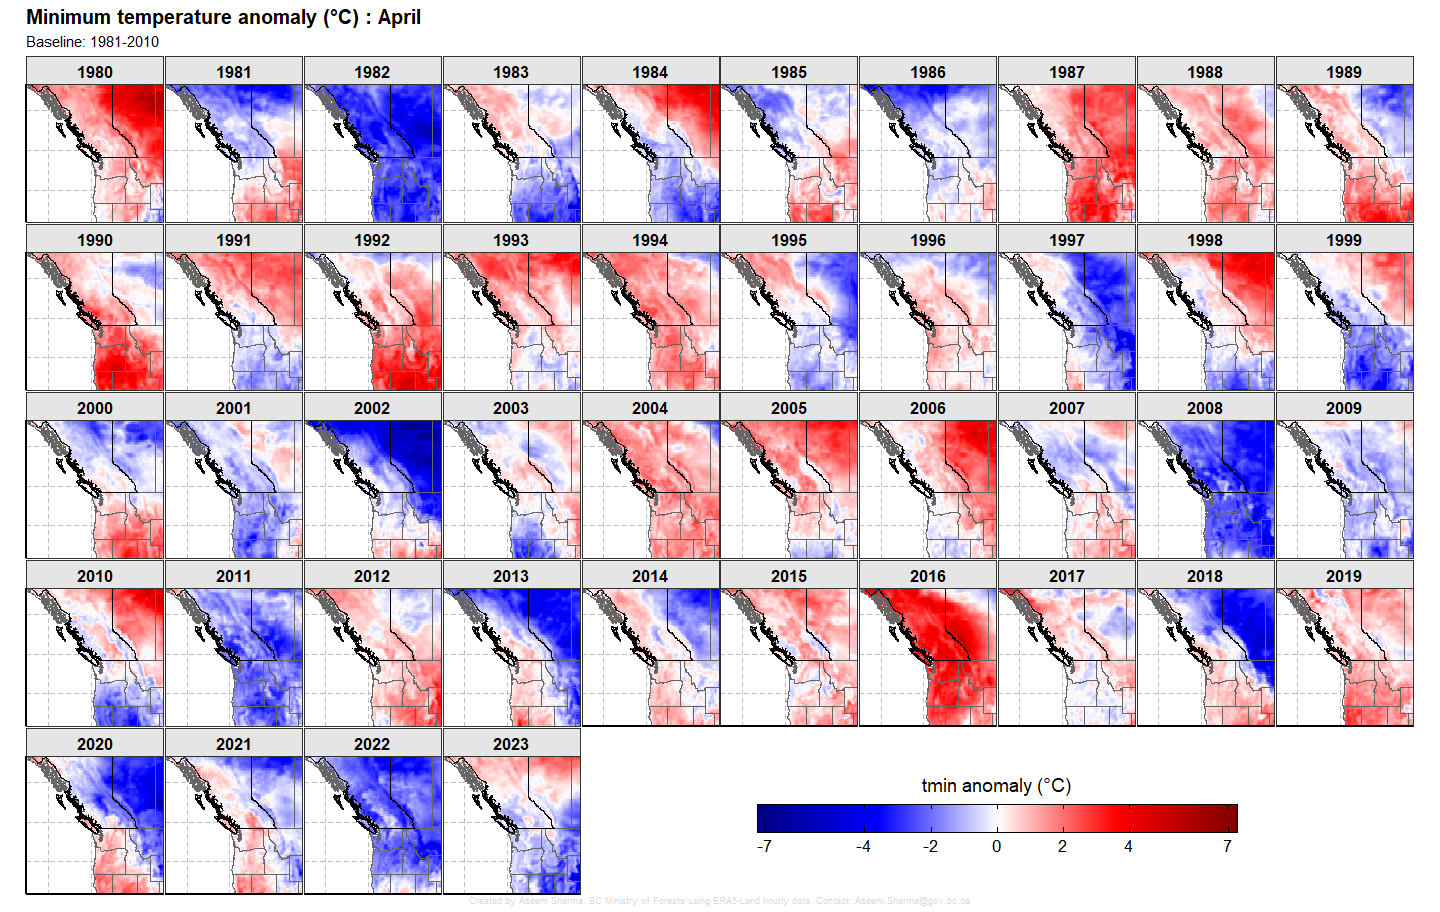 Minimum temperature anomaly (°C) : April
Baseline: 1981-2010
1980 1981 1982 1983 1984 1985 1986 1987 1988 1989
1990 1991 1992 1993 1994 1995 1996 1997 1998 1999
2000 2001 2002 2003 2004 2005 2006 2007 2008 2009
2010 2011 2012 2013 2014 2015 2016 2017 2018 2019
2020 2021 2022 2023
tmin anomaly (°C)
-7 -4 -2 0 2 4 7
Created by Aseem Sharma, BC Ministry of Forests using ERA5-Land hourly data. Contact: Aseem.Sharma@gov.bc.ca